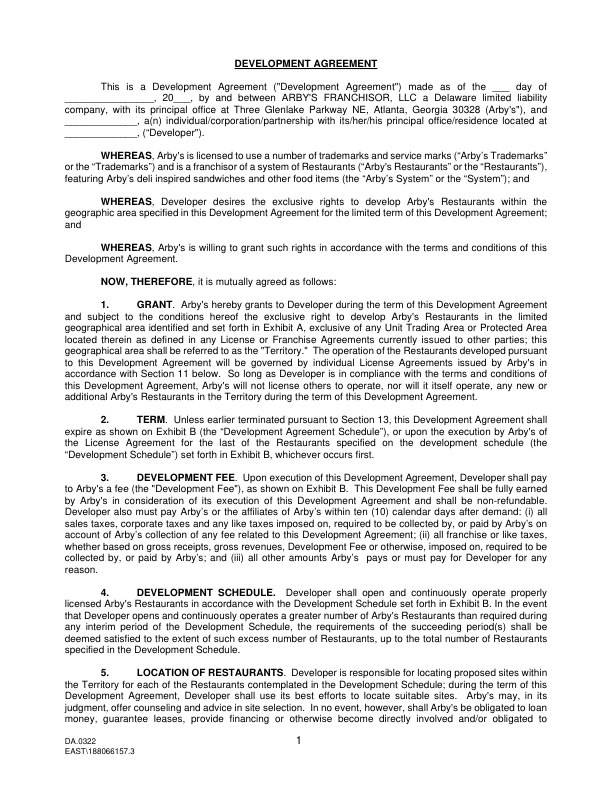 DEVELOPMENT AGREEMENT
This is a Development Agreement ("Development Agreement") made as of the ___ day of
________________, 20___, by and between ARBY'S FRANCHISOR, LLC a Delaware limited liability
company, with its principal office at Three Glenlake Parkway NE, Atlanta, Georgia 30328 (Arby's"), and
_____________, a(n) individual/corporation/partnership with its/her/his principal office/residence located at
_____________, ("Developer").
WHEREAS, Arby's is licensed to use a number of trademarks and service marks ("Arby's Trademarks"
or the "Trademarks") and is a franchisor of a system of Restaurants ("Arby's Restaurants" or the "Restaurants"),
featuring Arby's deli inspired sandwiches and other food items (the "Arby's System" or the "System"); and
WHEREAS, Developer desires the exclusive rights to develop Arby's Restaurants within the
geographic area specified in this Development Agreement for the limited term of this Development Agreement;
and
WHEREAS, Arby's is willing to grant such rights in accordance with the terms and conditions of this
Development Agreement.
NOW, THEREFORE, it is mutually agreed as follows:
1. GRANT. Arby's hereby grants to Developer during the term of this Development Agreement
and subject to the conditions hereof the exclusive right to develop Arby's Restaurants in the limited
geographical area identified and set forth in Exhibit A, exclusive of any Unit Trading Area or Protected Area
located therein as defined in any License or Franchise Agreements currently issued to other parties; this
geographical area shall be referred to as the "Territory." The operation of the Restaurants developed pursuant
to this Development Agreement will be governed by individual License Agreements issued by Arby's in
accordance with Section 11 below. So long as Developer is in compliance with the terms and conditions of
this Development Agreement, Arby's will not license others to operate, nor will it itself operate, any new or
additional Arby's Restaurants in the Territory during the term of this Development Agreement.
2. TERM. Unless earlier terminated pursuant to Section 13, this Development Agreement shall
expire as shown on Exhibit B (the "Development Agreement Schedule"), or upon the execution by Arby's of
the License Agreement for the last of the Restaurants specified on the development schedule (the
"Development Schedule") set forth in Exhibit B, whichever occurs first.
3. DEVELOPMENT FEE. Upon execution of this Development Agreement, Developer shall pay
to Arby's a fee (the "Development Fee"), as shown on Exhibit B. This Development Fee shall be fully earned
by Arby's in consideration of its execution of this Development Agreement and shall be non-refundable.
Developer also must pay Arby's or the affiliates of Arby's within ten (10) calendar days after demand: (i) all
sales taxes, corporate taxes and any like taxes imposed on, required to be collected by, or paid by Arby's on
account of Arby's collection of any fee related to this Development Agreement; (ii) all franchise or like taxes,
whether based on gross receipts, gross revenues, Development Fee or otherwise, imposed on, required to be
collected by, or paid by Arby's; and (iii) all other amounts Arby's pays or must pay for Developer for any
reason.
4. DEVELOPMENT SCHEDULE. Developer shall open and continuously operate properly
licensed Arby's Restaurants in accordance with the Development Schedule set forth in Exhibit B. In the event
that Developer opens and continuously operates a greater number of Arby's Restaurants than required during
any interim period of the Development Schedule, the requirements of the succeeding period(s) shall be
deemed satisfied to the extent of such excess number of Restaurants, up to the total number of Restaurants
specified in the Development Schedule.
5. LOCATION OF RESTAURANTS. Developer is responsible for locating proposed sites within
the Territory for each of the Restaurants contemplated in the Development Schedule; during the term of this
Development Agreement, Developer shall use its best efforts to locate suitable sites. Arby's may, in its
judgment, offer counseling and advice in site selection. In no event, however, shall Arby's be obligated to loan
money, guarantee leases, provide financing or otherwise become directly involved and/or obligated to
DA.0322
1
EAST\188066157.3